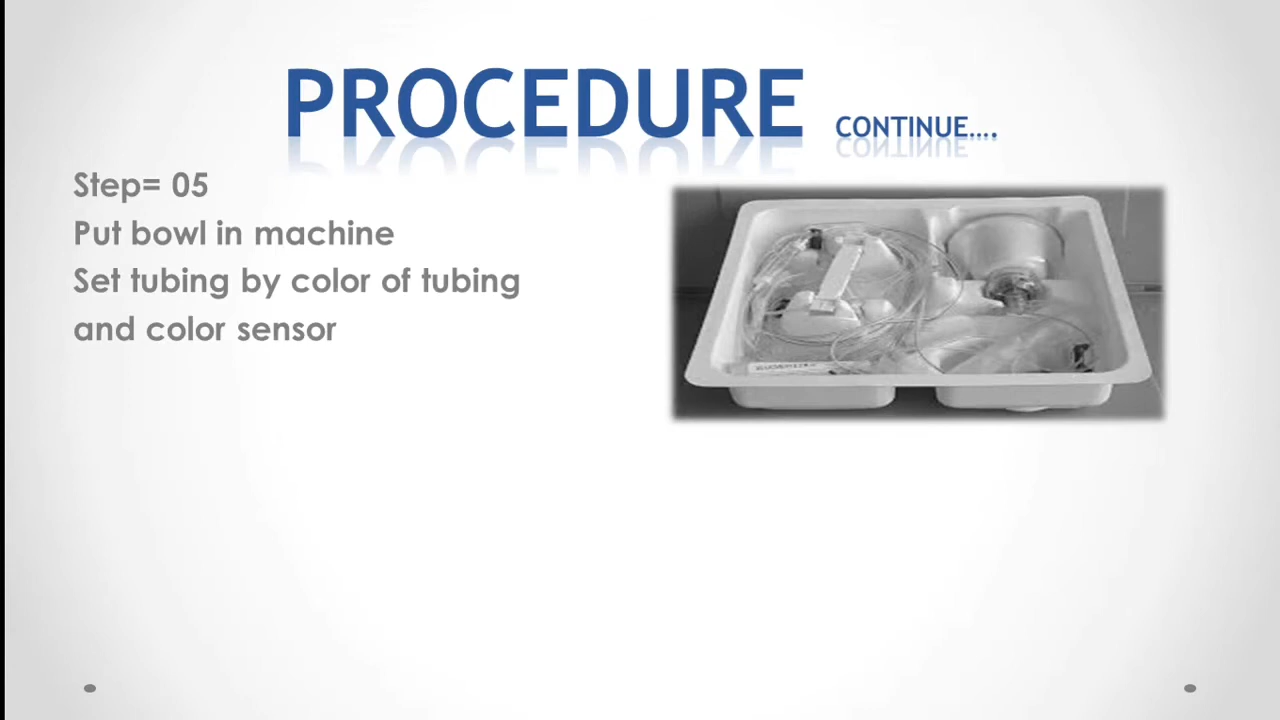 PROCEDURE CONTINUE….
Step= 05
Put bowl in machine
Set tubing by color of tubing
and color sensor